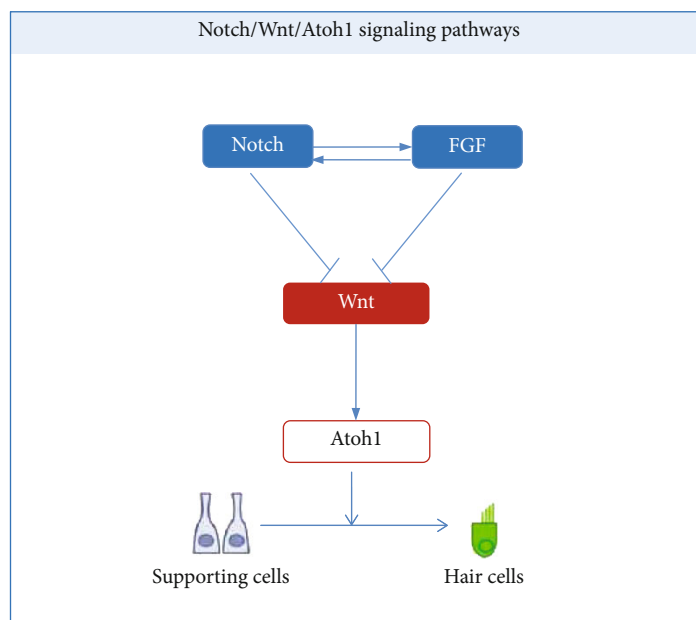 Notch/Wnt/Atoh1 signaling pathways
Notch
FGF
Wnt
Atoh1
Supporting cells
Hair cells